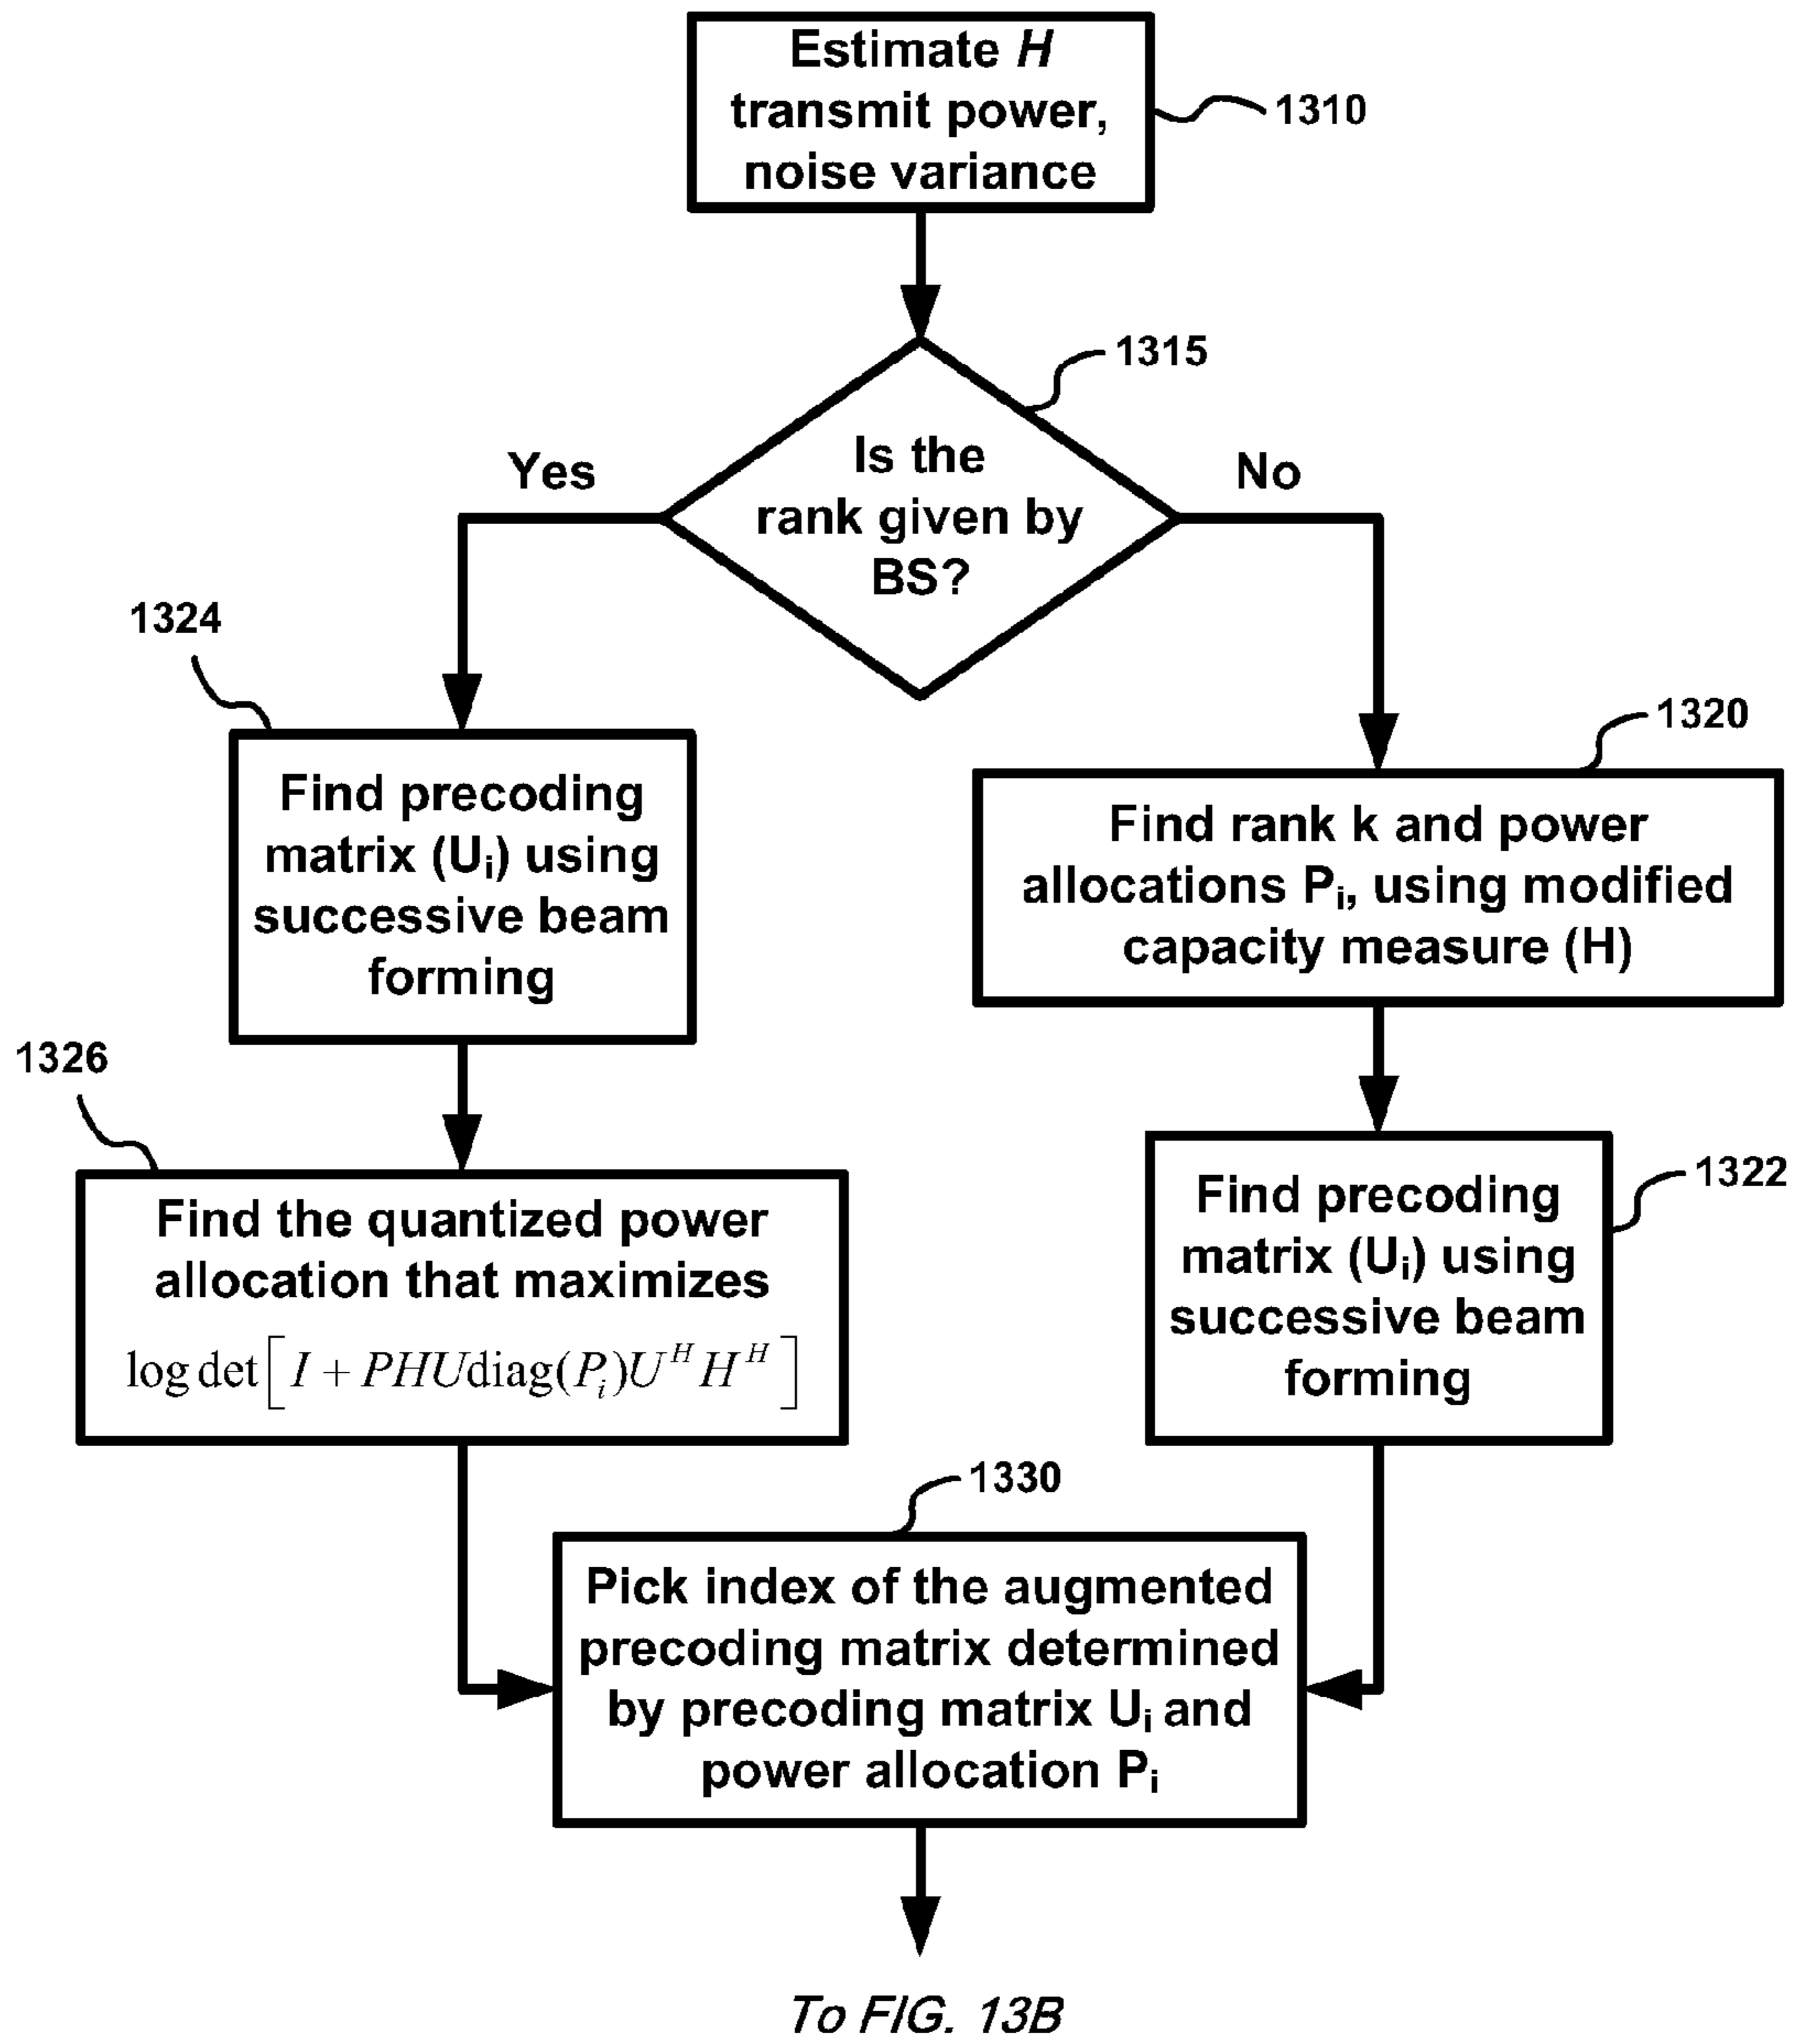 Estimate H
transmit power,
noise variance
1310
1315
Is the
rank given by
BS?
Yes
No
1324
Find precoding
matrix (Uᵢ) using
successive beam
forming
1320
Find rank k and power
allocations Pᵢ, using modified
capacity measure (H)
1326
Find the quantized power
allocation that maximizes
log det[I + PHUdiag(Pᵢ)Uᴴ Hᴴ]
1322
Find precoding
matrix (Uᵢ) using
successive beam
forming
1330
Pick index of the augmented
precoding matrix determined
by precoding matrix Uᵢ and
power allocation Pᵢ
To FIG. 13B